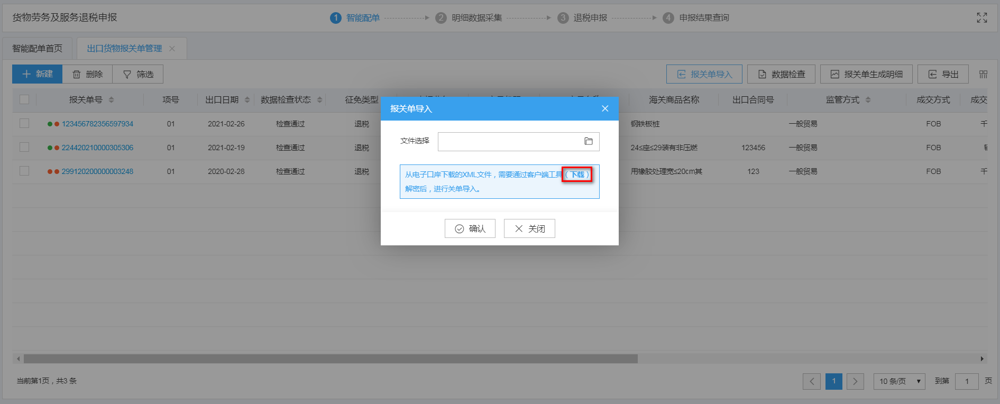 货物劳务及服务退税申报
1 智能配单 2 明细数据采集 3 退税申报 4 申报结果查询
智能配单首页 出口货物报关单管理
新建 删除 筛选 报关单导入 数据检查 报关单生成明细 导出
报关单号 项号 出口日期 数据检查状态 征免类型 海关商品名称 出口合同号 监管方式 成交方式 成交
123456782356597934 01 2021-02-26 检查通过 退税 钢铁板桩 一般贸易 FOB 千
224420210000305306 01 2021-02-19 检查通过 退税 24≤座≤29装有非压燃 123456 一般贸易 FOB
299120200000003248 01 2020-02-28 检查通过 退税 用橡胶处理宽≤20cm其 123 一般贸易 FOB 千
报关单导入
文件选择
从电子口岸下载的XML文件，需要通过客户端工具（下载）
解密后，进行关单导入。
确认 关闭
当前第1页，共3 条 1 10 条/页 到第 1 页